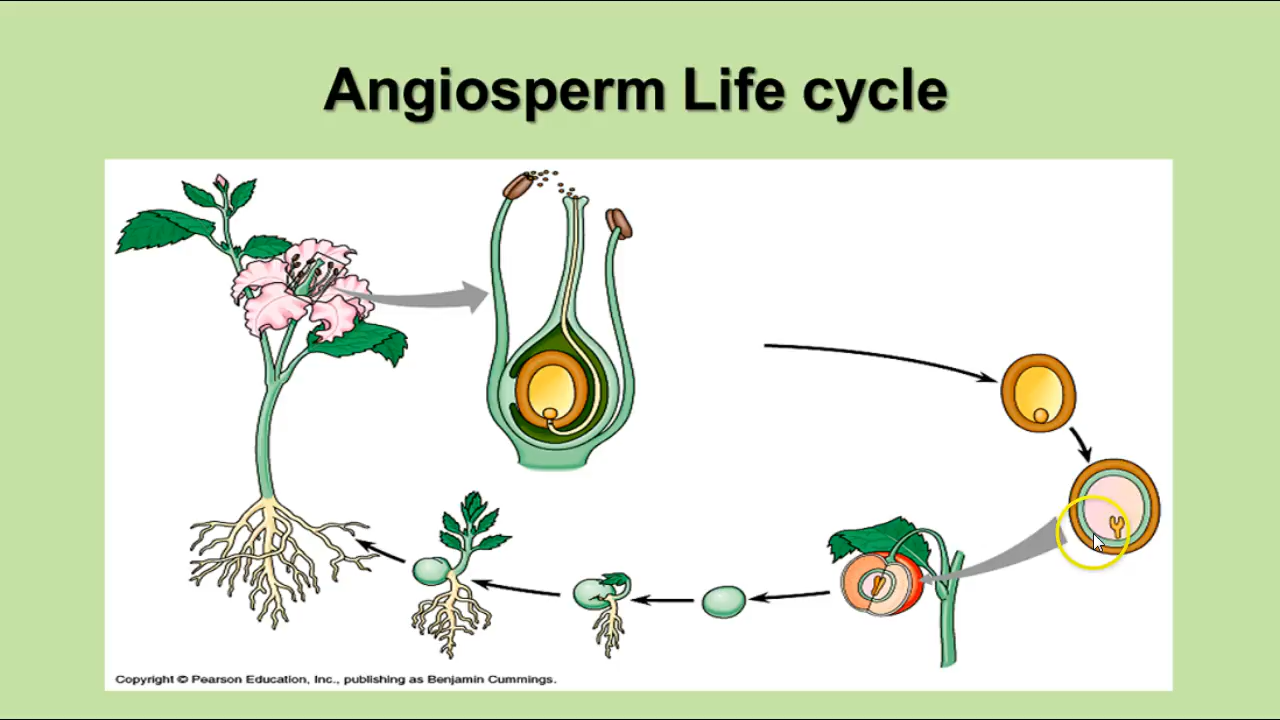 Angiosperm Life cycle
Copyright © Pearson Education, Inc., publishing as Benjamin Cummings.